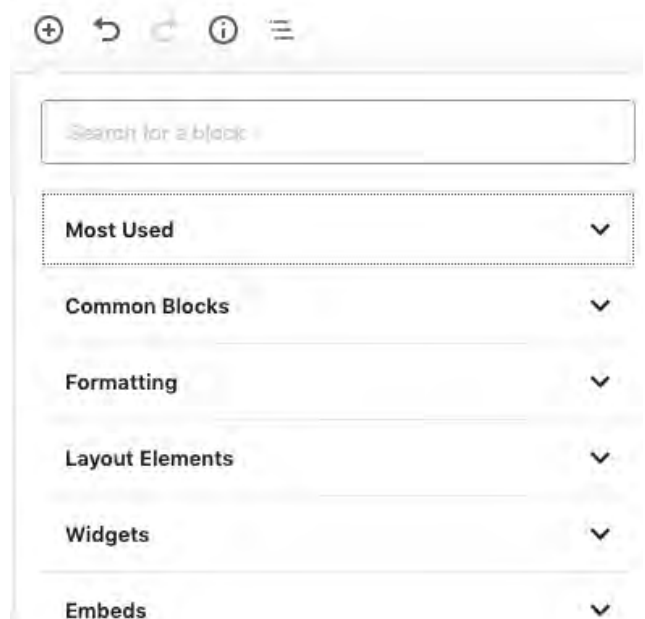 Search for a block
Most Used
Common Blocks
Formatting
Layout Elements
Widgets
Embeds